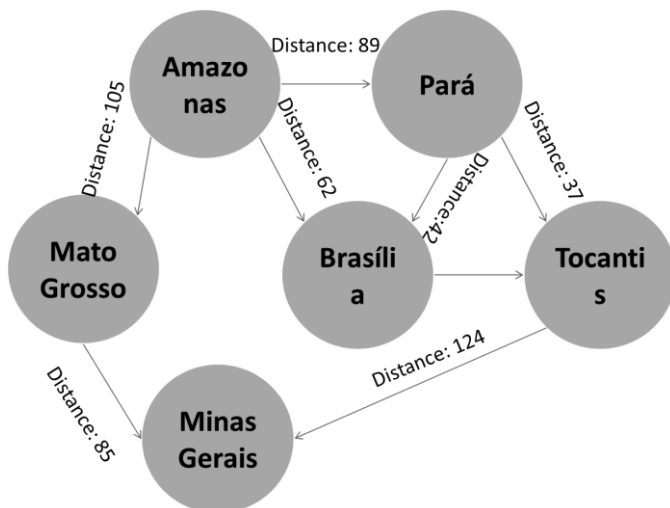 Distance: 89
Amazo
nas
Pará
Distance: 105
Distance: 62
Distance:42
Distance: 37
Mato
Grosso
Brasíli
a
Tocanti
s
Distance: 124
Distance: 85
Minas
Gerais